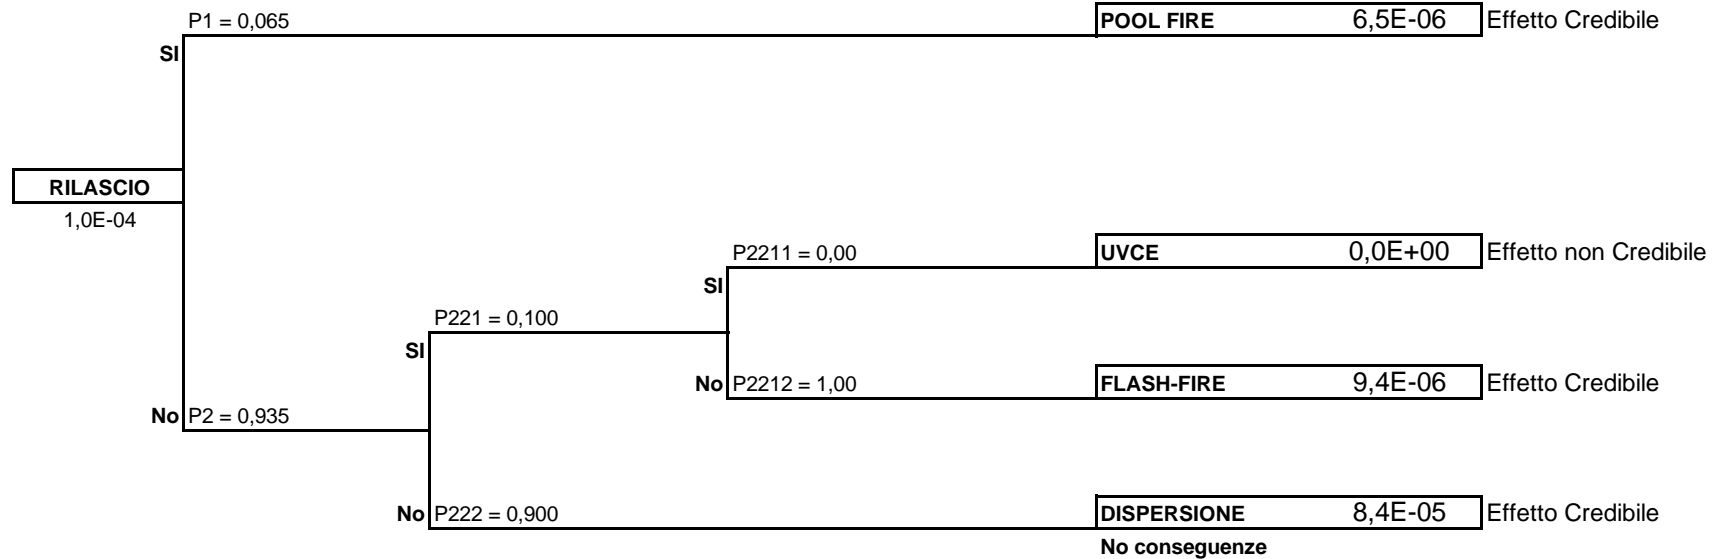 P1 = 0,065
POOL FIRE 6,5E-06 Effetto Credibile
SI
RILASCIO
1,0E-04
P2211 = 0,00
UVCE 0,0E+00 Effetto non Credibile
SI
P221 = 0,100
SI
No P2212 = 1,00
FLASH-FIRE 9,4E-06 Effetto Credibile
No P2 = 0,935
No P222 = 0,900
DISPERSIONE 8,4E-05 Effetto Credibile
No conseguenze